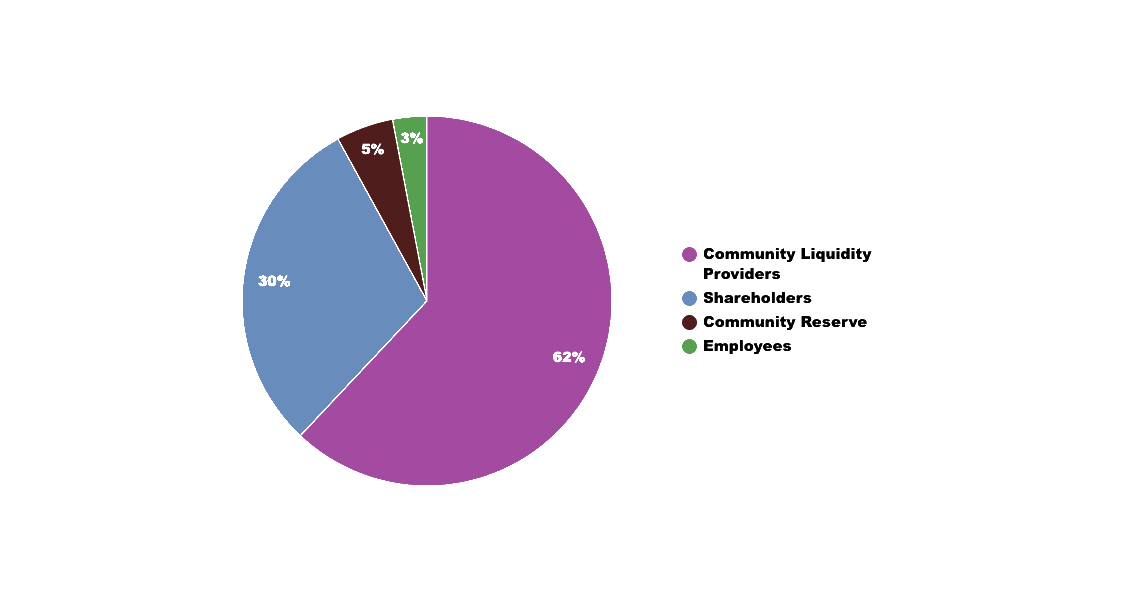 3%
5%
30%
62%
Community Liquidity
Providers
Shareholders
Community Reserve
Employees